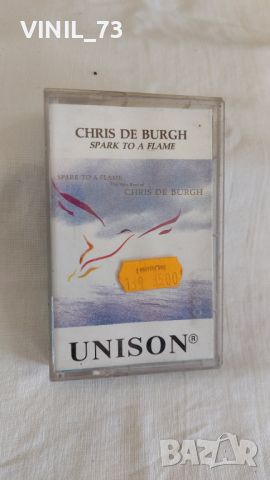 VINIL_73
CHRIS DE BURGH
SPARK TO A FLAME
SPARK TO A FLAME
The Very Best of
CHRIS DE BURGH
UNISON®
BAZAR